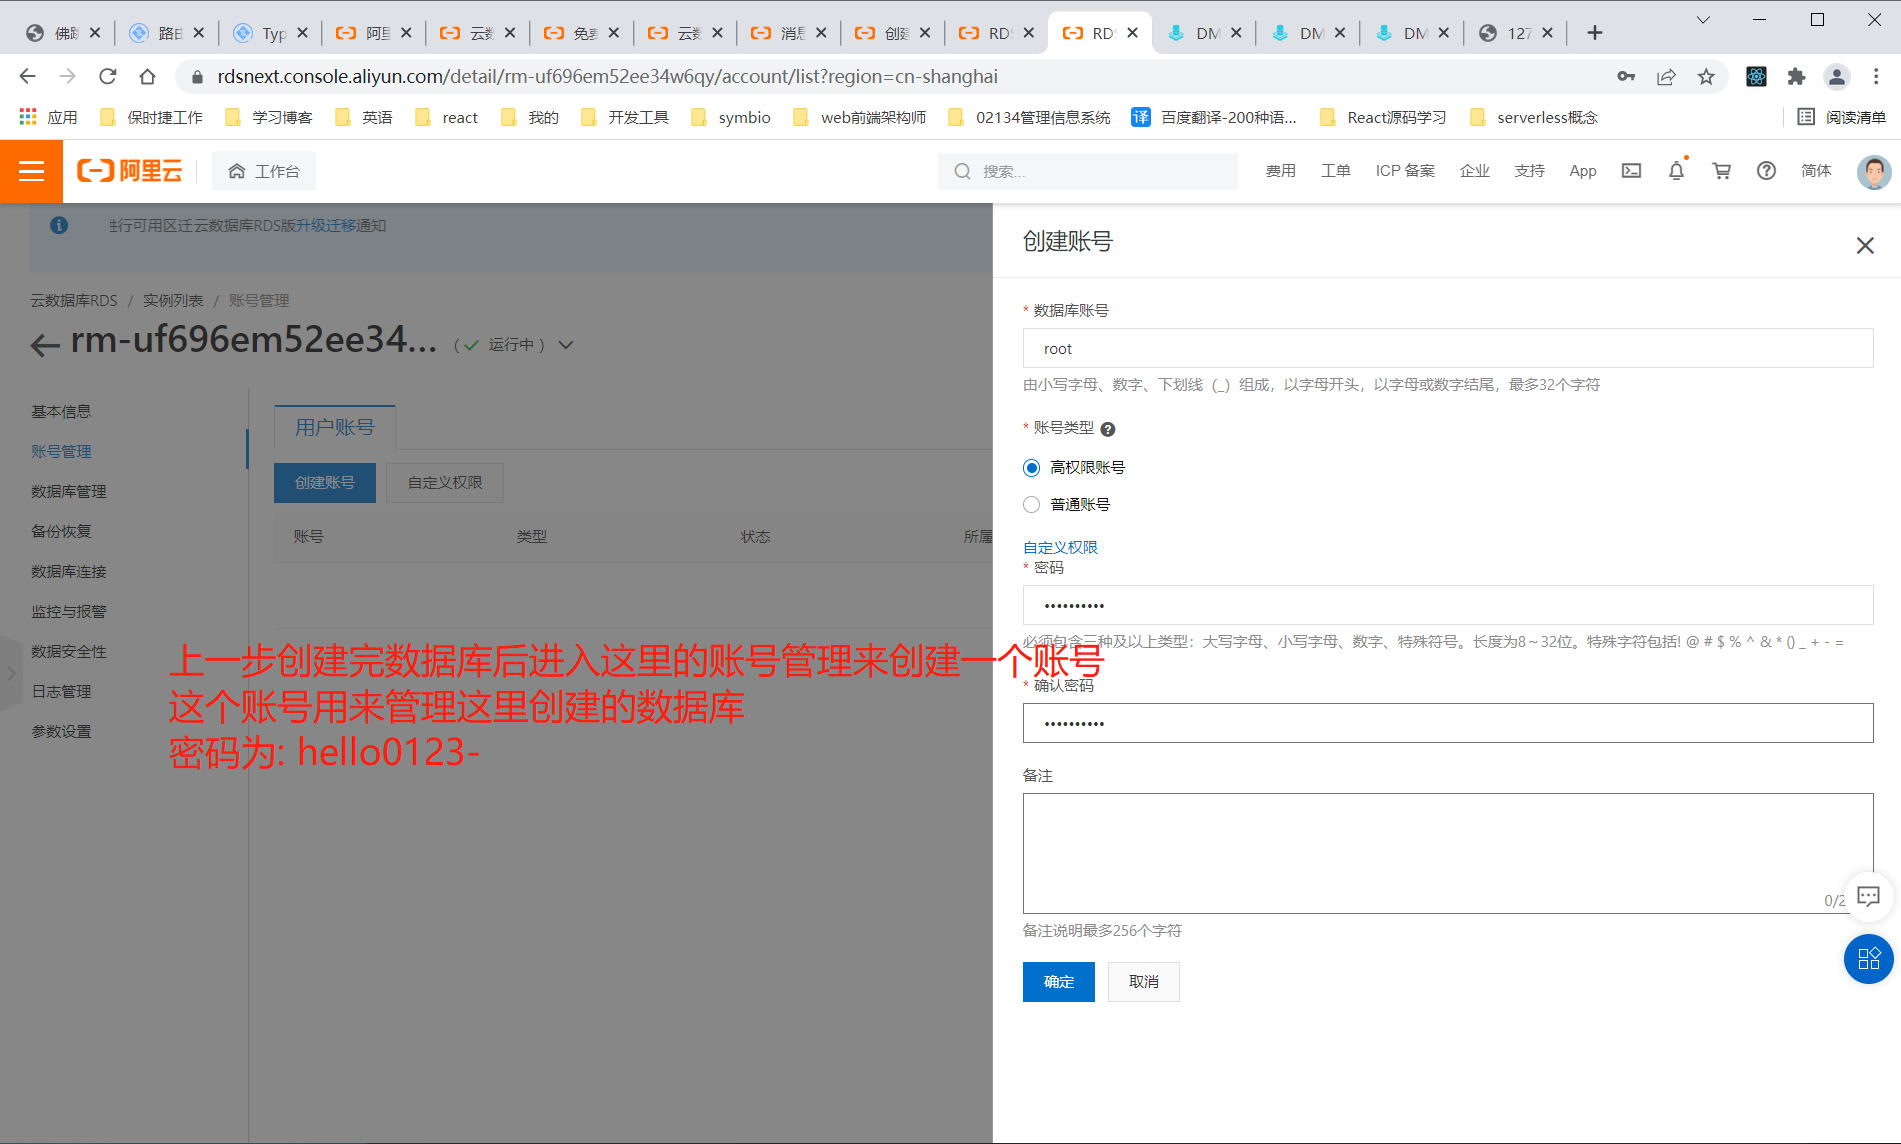 佛跳
路由
Typ
阿里
云数
免费
云数
消息
创建
RDS
RDS
DM
DM
DM
127
rdsnext.console.aliyun.com/detail/rm-uf696em52ee34w6qy/account/list?region=cn-shanghai
应用
保时捷工作
学习博客
英语
react
我的
开发工具
symbio
web前端架构师
02134管理信息系统
译 百度翻译-200种语...
React源码学习
serverless概念
阅读清单
阿里云
工作台
搜索...
费用
工单
ICP 备案
企业
支持
App
简体
进行可用区迁云数据库RDS版升级迁移通知
云数据库RDS / 实例列表 / 账号管理
rm-uf696em52ee34...
( 运行中 )
基本信息
账号管理
数据库管理
备份恢复
数据库连接
监控与报警
数据安全性
日志管理
参数设置
用户账号
创建账号
自定义权限
账号
类型
状态
所属
上一步创建完数据库后进入这里的账号管理来创建一个账号
这个账号用来管理这里创建的数据库
密码为: hello0123-
创建账号
* 数据库账号
root
由小写字母、数字、下划线（_）组成，以字母开头，以字母或数字结尾，最多32个字符
* 账号类型
高权限账号
普通账号
自定义权限
* 密码
••••••••••
必须包含三种及以上类型：大写字母、小写字母、数字、特殊符号。长度为8～32位。特殊字符包括! @ # $ % ^ & * () _ + - =
* 确认密码
••••••••••
备注
0/2
备注说明最多256个字符
确定
取消